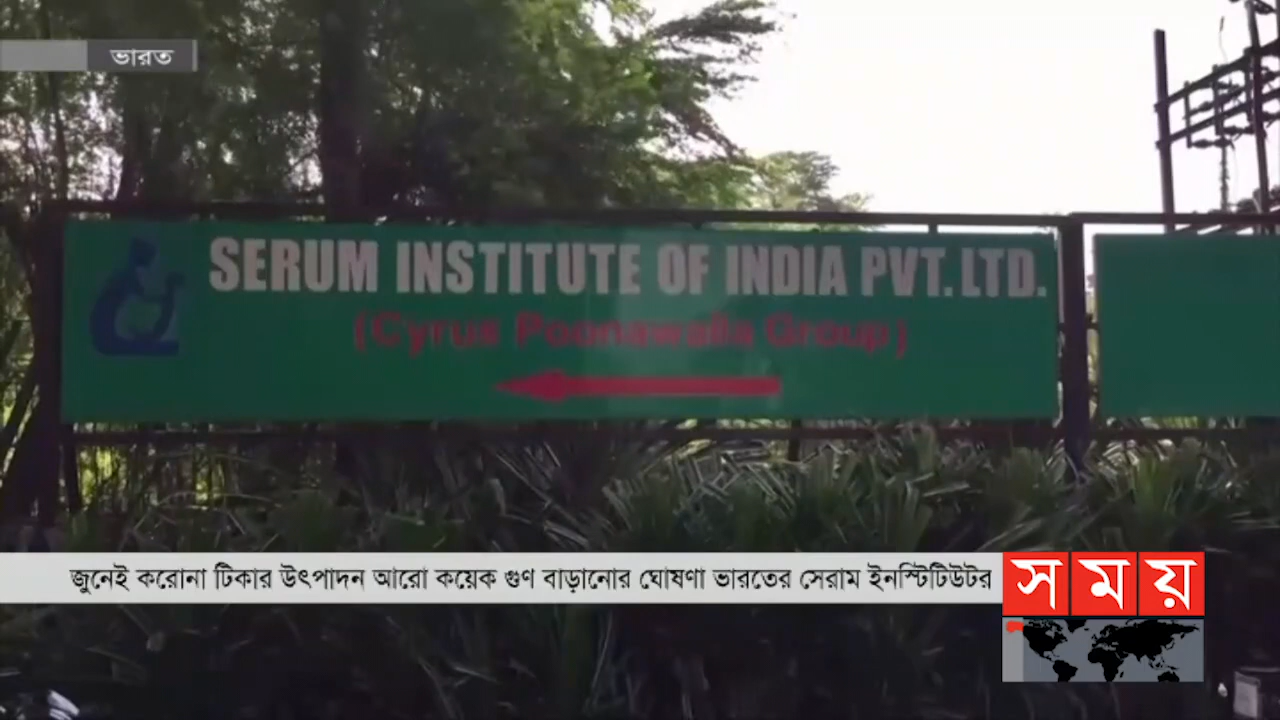 ভারত
SERUM INSTITUTE OF INDIA PVT. LTD.
(Cyrus Poonawalla Group)
জুনেই করোনা টিকার উৎপাদন আরো কয়েক গুণ বাড়ানোর ঘোষণা ভারতের সেরাম ইনস্টিটিউটর
সময়